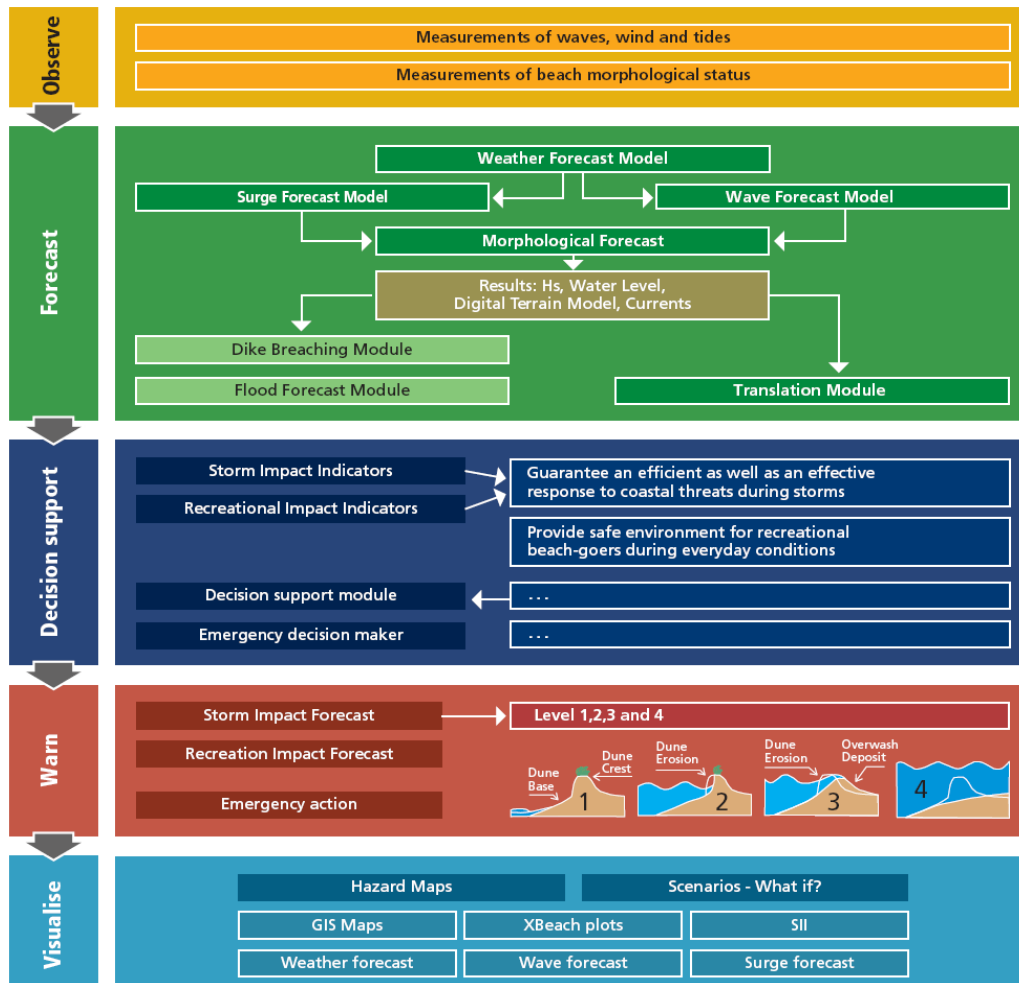 Observe
Measurements of waves, wind and tides
Measurements of beach morphological status
Forecast
Weather Forecast Model
Surge Forecast Model
Wave Forecast Model
Morphological Forecast
Results: Hs, Water Level,
Digital Terrain Model, Currents
Dike Breaching Module
Flood Forecast Module
Translation Module
Decision support
Storm Impact Indicators
Recreational Impact Indicators
Guarantee an efficient as well as an effective
response to coastal threats during storms
Provide safe environment for recreational
beach-goers during everyday conditions
Decision support module
...
Emergency decision maker
...
Warn
Storm Impact Forecast
Level 1,2,3 and 4
Recreation Impact Forecast
Emergency action
Dune
Base
Dune
Crest
1
Dune
Erosion
2
Dune
Erosion
Overwash
Deposit
3
4
Visualise
Hazard Maps
Scenarios - What if?
GIS Maps
XBeach plots
SII
Weather forecast
Wave forecast
Surge forecast